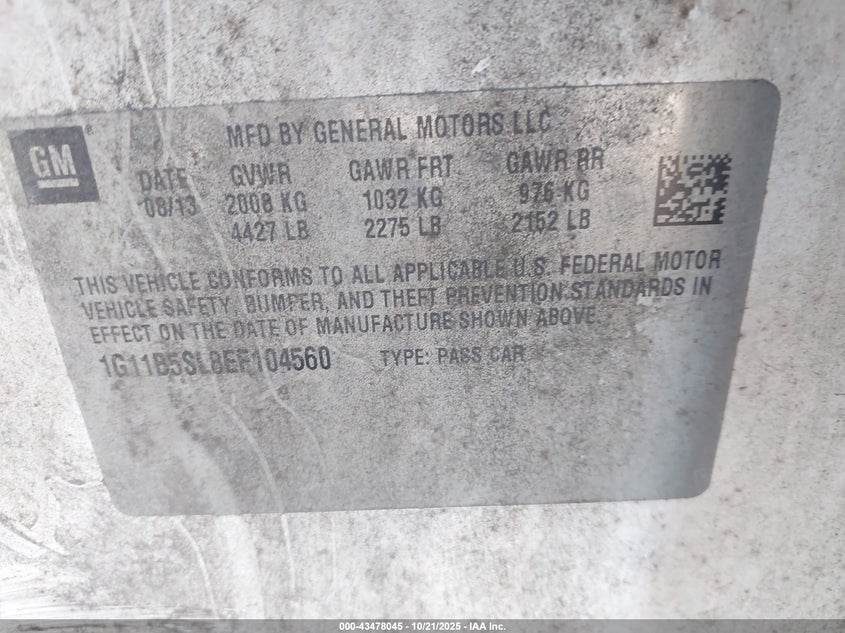 GM®
MFD BY GENERAL MOTORS LLC
DATE GVWR GAWR FRT GAWR RR
08/13 2008 KG 1032 KG 976 KG
4427 LB 2275 LB 2152 LB
THIS VEHICLE CONFORMS TO ALL APPLICABLE U.S. FEDERAL MOTOR
VEHICLE SAFETY, BUMPER, AND THEFT PREVENTION STANDARDS IN
EFFECT ON THE DATE OF MANUFACTURE SHOWN ABOVE.
1G11B5SL8EF104560 TYPE: PASS CAR
000-43478045 | 10/21/2025 - IAA Inc.